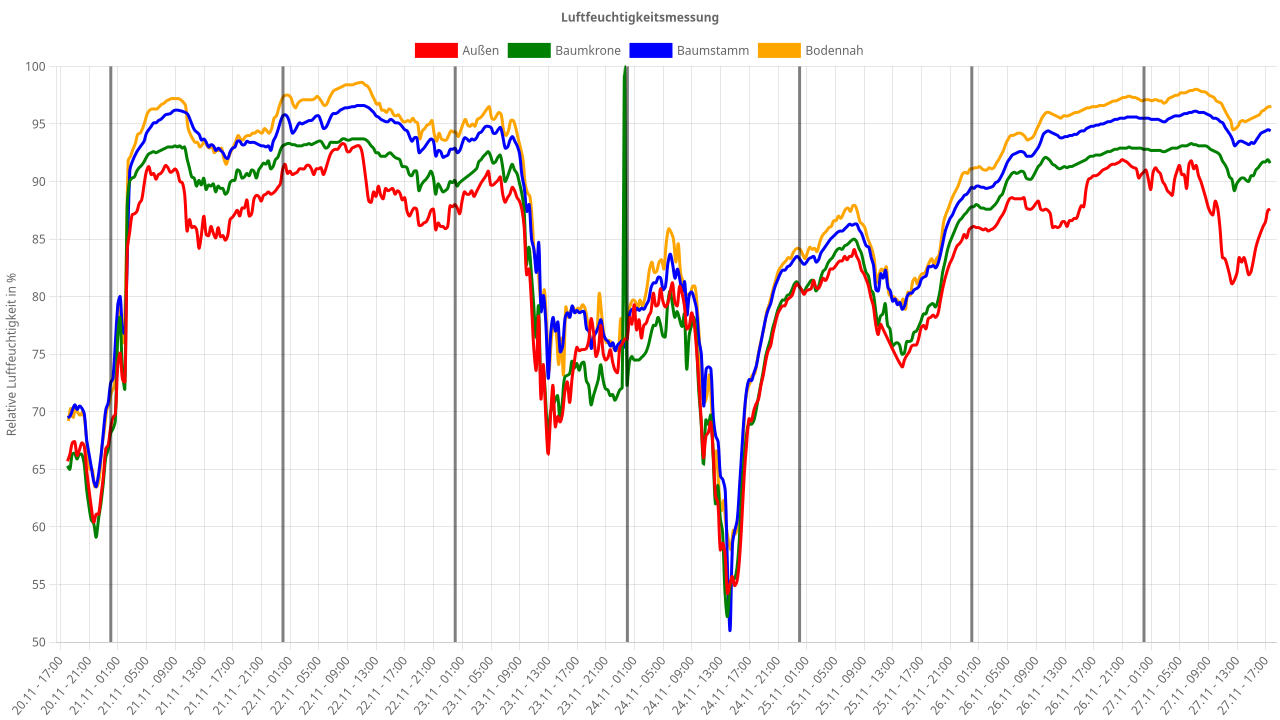 Luftfeuchtigkeitsmessung
Außen Baumkrone Baumstamm Bodennah
Relative Luftfeuchtigkeit in %
100
95
90
85
80
75
70
65
60
55
50
20.11 - 17:00
20.11 - 21:00
21.11 - 01:00
21.11 - 05:00
21.11 - 09:00
21.11 - 13:00
21.11 - 17:00
21.11 - 21:00
22.11 - 01:00
22.11 - 05:00
22.11 - 09:00
22.11 - 13:00
22.11 - 17:00
22.11 - 21:00
23.11 - 01:00
23.11 - 05:00
23.11 - 09:00
23.11 - 13:00
23.11 - 17:00
23.11 - 21:00
24.11 - 01:00
24.11 - 05:00
24.11 - 09:00
24.11 - 13:00
24.11 - 17:00
24.11 - 21:00
25.11 - 01:00
25.11 - 05:00
25.11 - 09:00
25.11 - 13:00
25.11 - 17:00
25.11 - 21:00
26.11 - 01:00
26.11 - 05:00
26.11 - 09:00
26.11 - 13:00
26.11 - 17:00
26.11 - 21:00
27.11 - 01:00
27.11 - 05:00
27.11 - 09:00
27.11 - 13:00
27.11 - 17:00